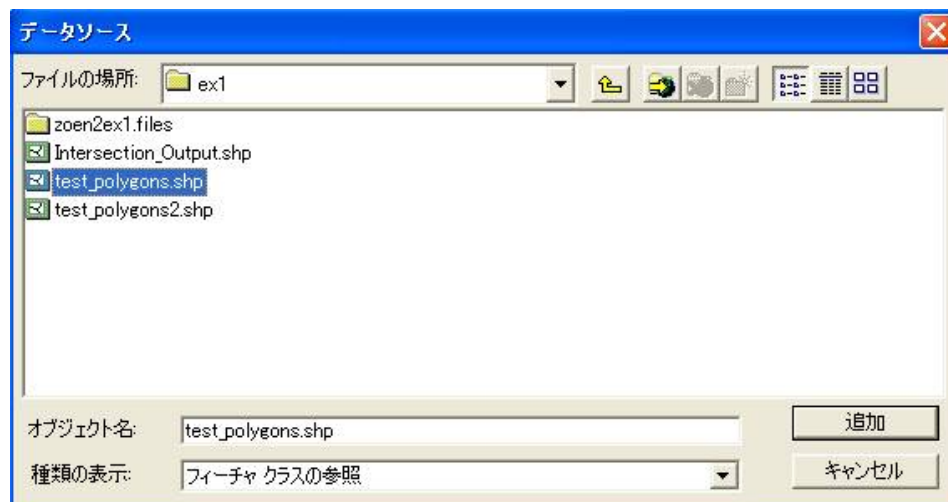 データソース
ファイルの場所: ex1
zoen2ex1.files
Intersection_Output.shp
test_polygons.shp
test_polygons2.shp
オブジェクト名: test_polygons.shp 追加
種類の表示: フィーチャ クラスの参照 キャンセル